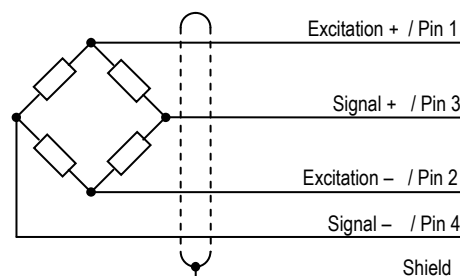 Excitation + / Pin 1
Signal + / Pin 3
Excitation – / Pin 2
Signal – / Pin 4
Shield